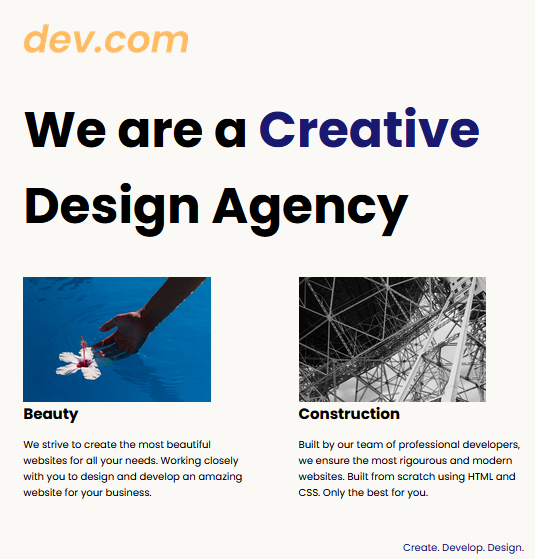 dev.com
We are a Creative
Design Agency
Beauty
We strive to create the most beautiful
websites for all your needs. Working closely
with you to design and develop an amazing
website for your business.
Construction
Built by our team of professional developers,
we ensure the most rigourous and modern
websites. Built from scratch using HTML and
CSS. Only the best for you.
Create. Develop. Design.